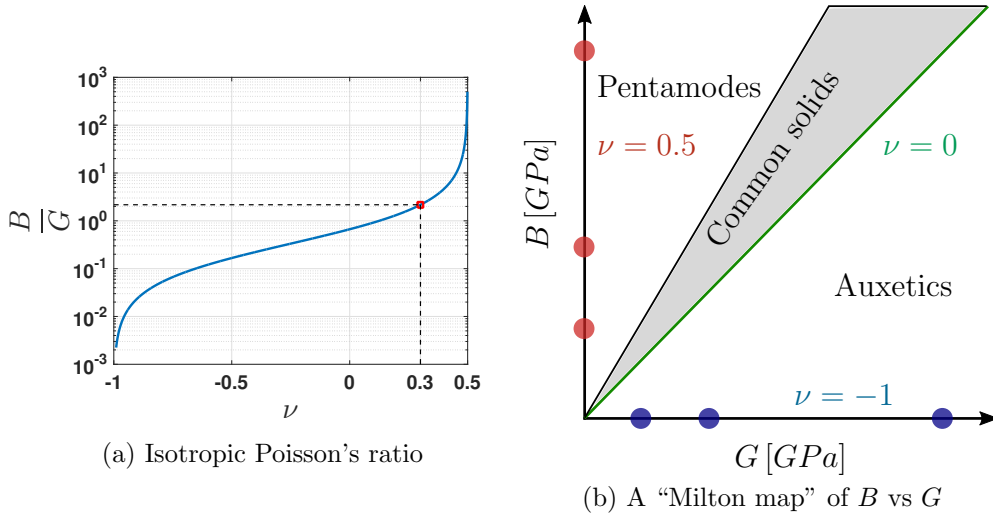 10³
10²
10¹
10⁰
10⁻¹
10⁻²
10⁻³
B
G
-1
-0.5
0
0.3
0.5
ν
(a) Isotropic Poisson's ratio
Pentamodes
ν = 0.5
Common solids
ν = 0
Auxetics
ν = −1
B [GPa]
G [GPa]
(b) A “Milton map” of B vs G